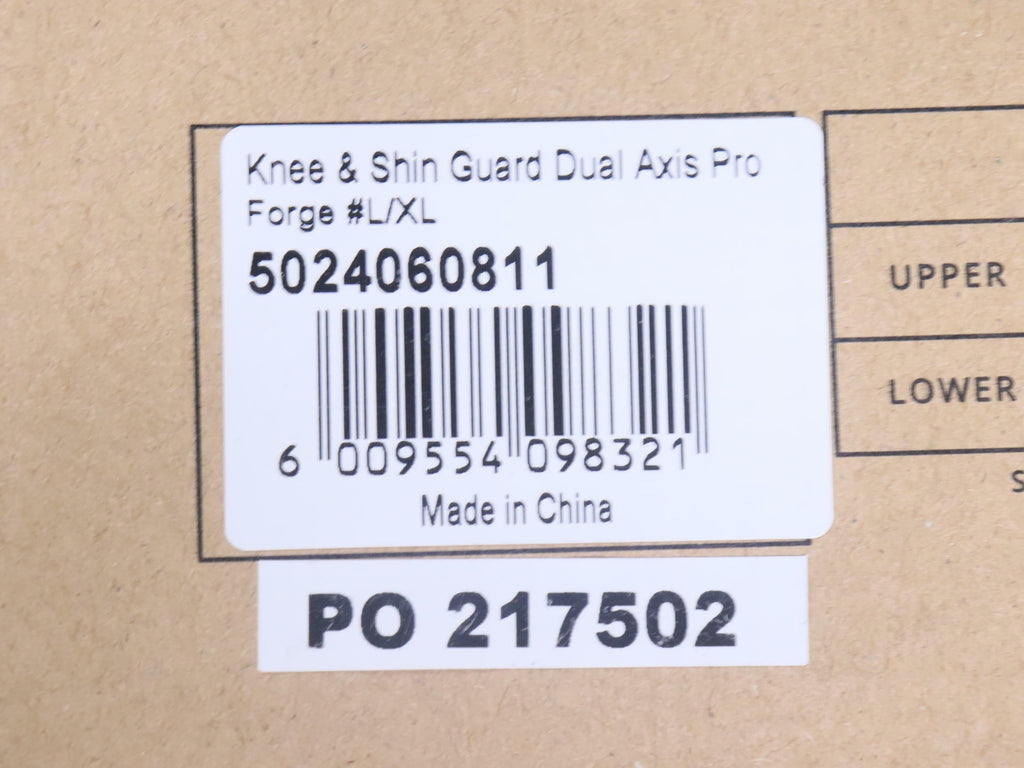 Knee & Shin Guard Dual Axis Pro
Forge #L/XL
5024060811
6 009554 098321
Made in China
PO 217502
UPPER
LOWER
S